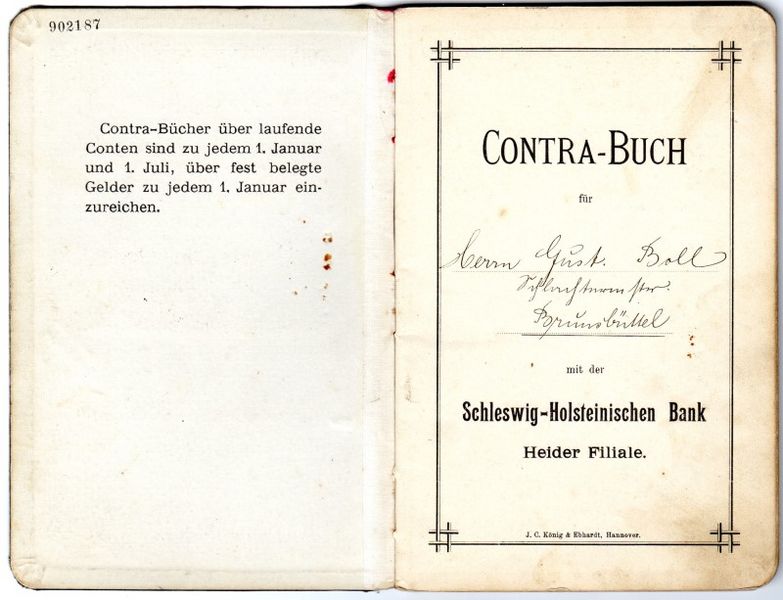 902187
Contra-Bücher über laufende
Conten sind zu jedem 1. Januar
und 1. Juli, über fest belegte
Gelder zu jedem 1. Januar ein-
zureichen.
CONTRA-BUCH
für
Herrn Gust. Boll
Schlachtermstr.
Brunsbüttel
mit der
Schleswig-Holsteinischen Bank
Heider Filiale.
J. C. König & Ebhardt, Hannover.